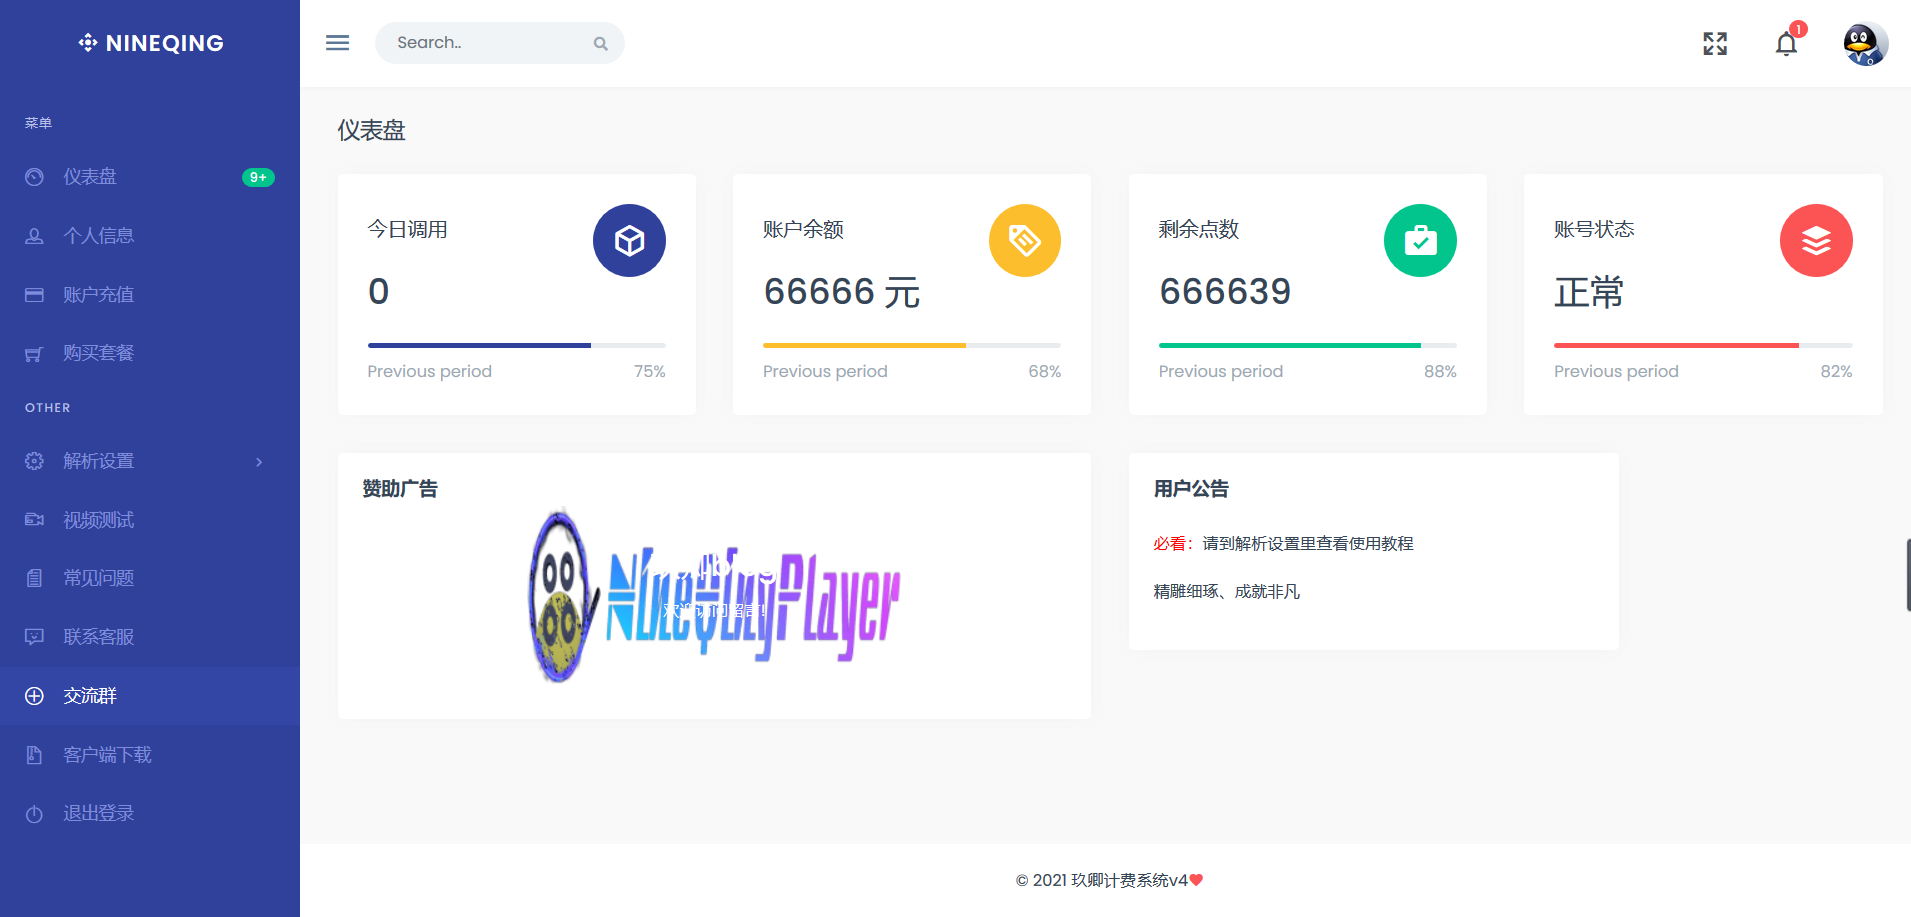 NINEQING
Search..
1
菜单
仪表盘
9+
个人信息
账户充值
购买套餐
OTHER
解析设置
视频测试
常见问题
联系客服
交流群
客户端下载
退出登录
仪表盘
今日调用
0
Previous period
75%
账户余额
66666 元
Previous period
68%
剩余点数
666639
Previous period
88%
账号状态
正常
Previous period
82%
赞助广告
NineQingPlayer
欢迎访问留言!
用户公告
必看：请到解析设置里查看使用教程
精雕细琢、成就非凡
© 2021 玖卿计费系统v4